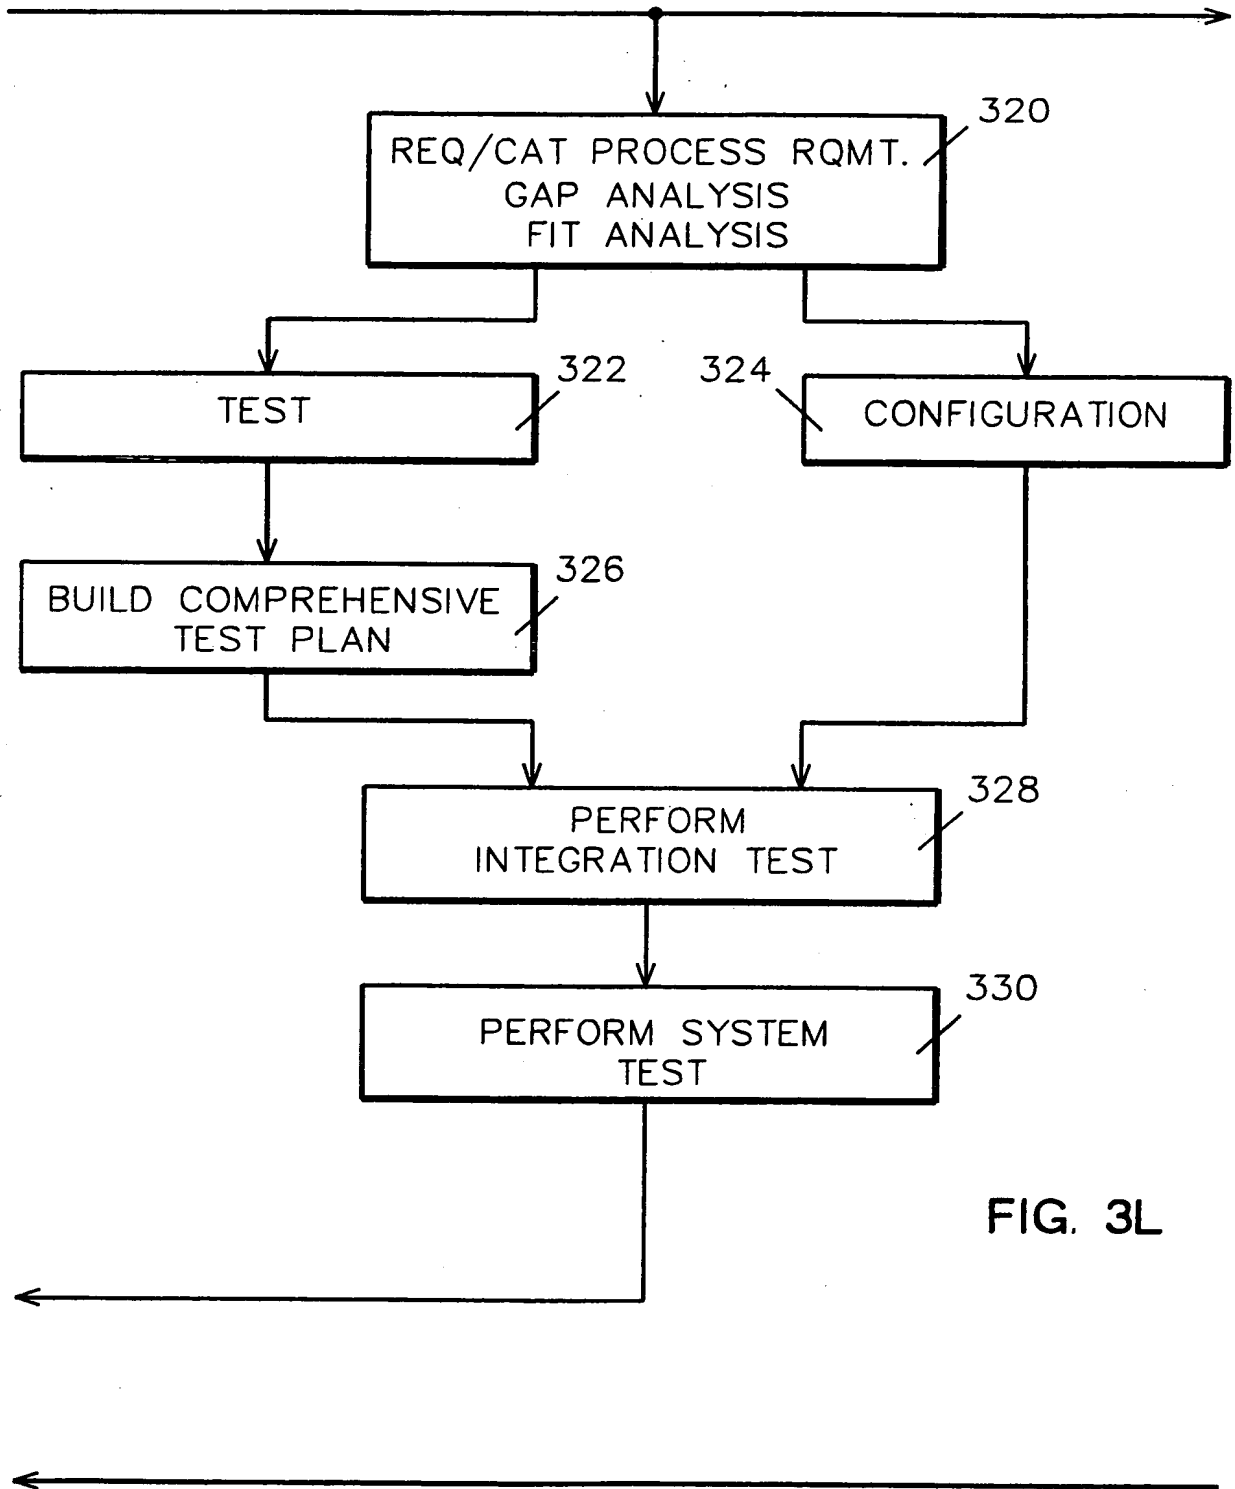 320
REQ/CAT PROCESS RQMT.
GAP ANALYSIS
FIT ANALYSIS
322
324
TEST
CONFIGURATION
326
BUILD COMPREHENSIVE
TEST PLAN
328
PERFORM
INTEGRATION TEST
330
PERFORM SYSTEM
TEST
FIG. 3L